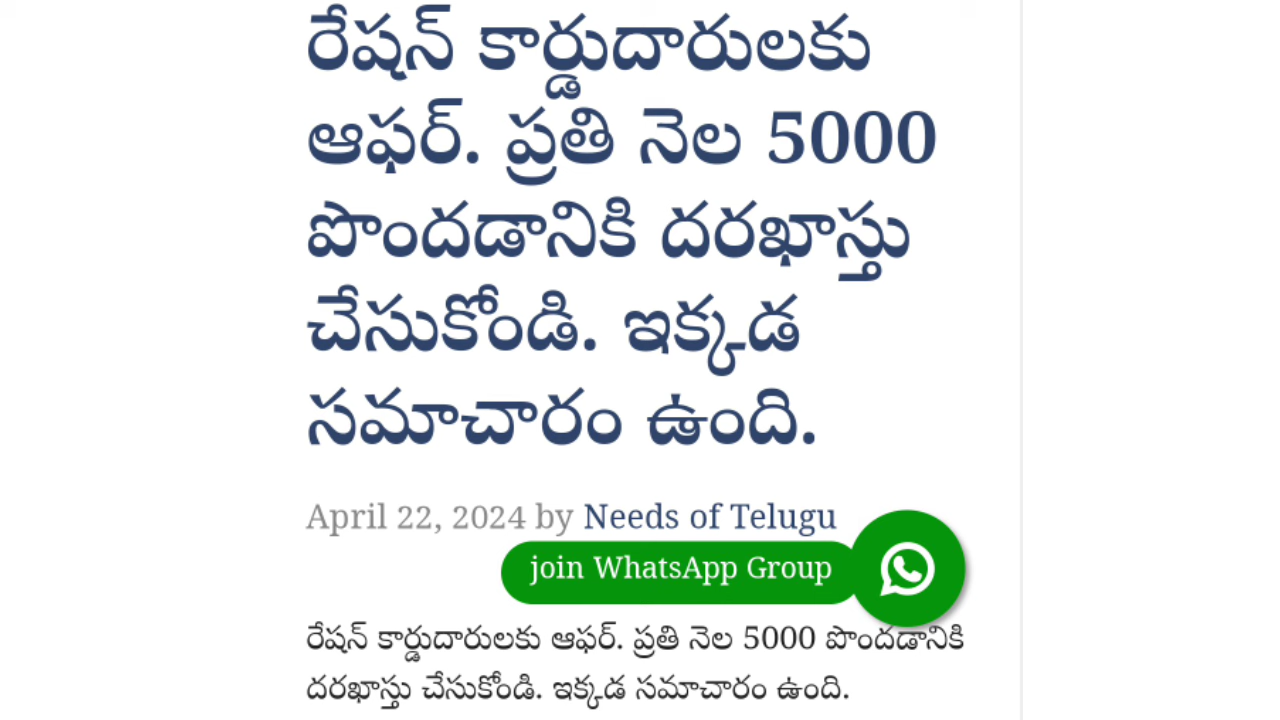 రేషన్ కార్డుదారులకు
ఆఫర్. ప్రతి నెల 5000
పొందడానికి దరఖాస్తు
చేసుకోండి. ఇక్కడ
సమాచారం ఉంది.
April 22, 2024 by Needs of Telugu
join WhatsApp Group
రేషన్ కార్డుదారులకు ఆఫర్. ప్రతి నెల 5000 పొందడానికి
దరఖాస్తు చేసుకోండి. ఇక్కడ సమాచారం ఉంది.